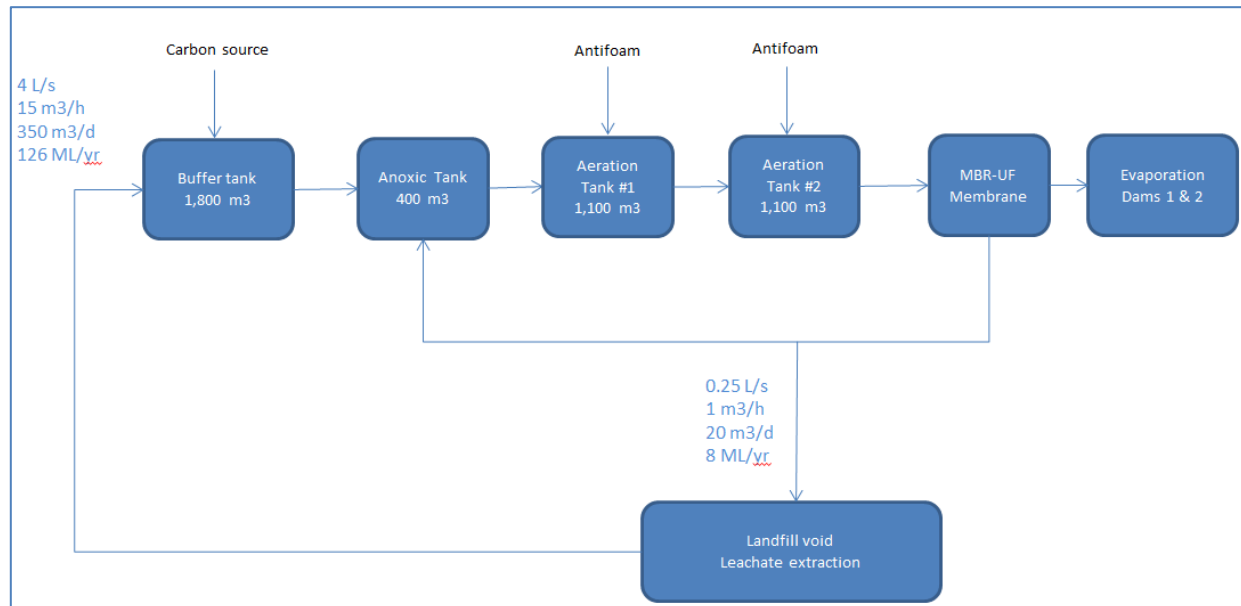 Carbon source
Antifoam
Antifoam
4 L/s
15 m3/h
350 m3/d
126 ML/yr
Buffer tank
1,800 m3
Anoxic Tank
400 m3
Aeration
Tank #1
1,100 m3
Aeration
Tank #2
1,100 m3
MBR-UF
Membrane
Evaporation
Dams 1 & 2
0.25 L/s
1 m3/h
20 m3/d
8 ML/yr
Landfill void
Leachate extraction